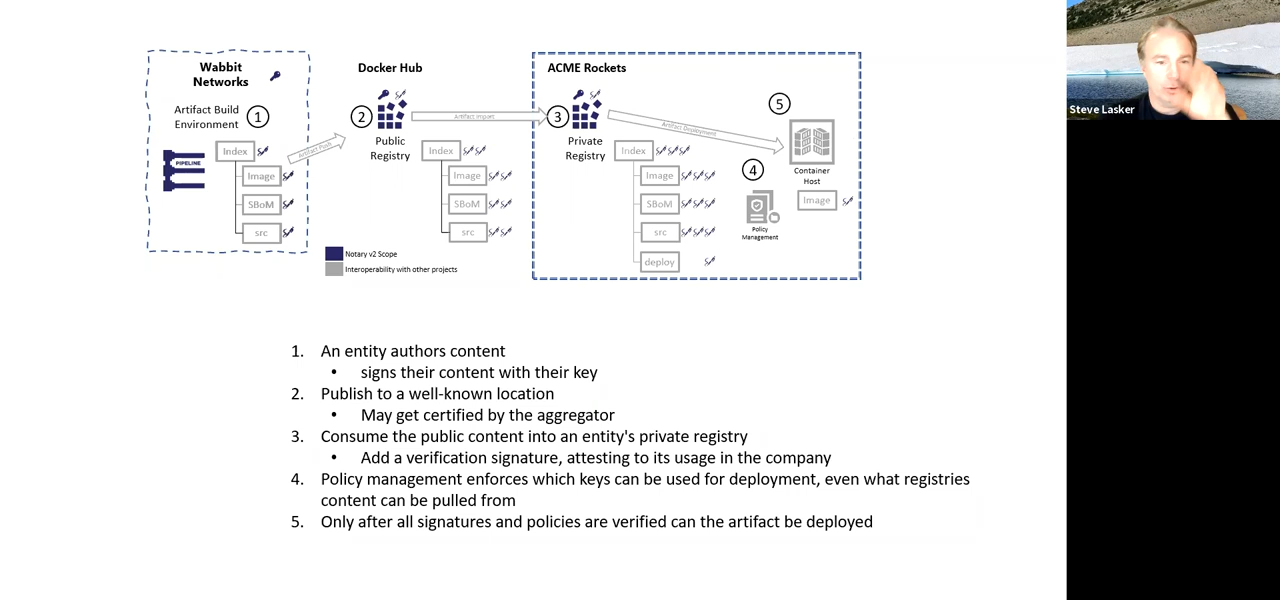 Wabbit
Networks
Artifact Build
Environment
1
PIPELINE
Index
Image
SBoM
src
Artifact Push
Docker Hub
2
Public
Registry
Index
Image
SBoM
src
Artifact Import
Notary v2 Scope
Interoperability with other projects
ACME Rockets
3
Private
Registry
Index
Image
SBoM
src
deploy
Artifact Deployment
4
Policy
Management
5
Container
Host
Image
Steve Lasker
1. An entity authors content
• signs their content with their key
2. Publish to a well-known location
• May get certified by the aggregator
3. Consume the public content into an entity's private registry
• Add a verification signature, attesting to its usage in the company
4. Policy management enforces which keys can be used for deployment, even what registries
content can be pulled from
5. Only after all signatures and policies are verified can the artifact be deployed